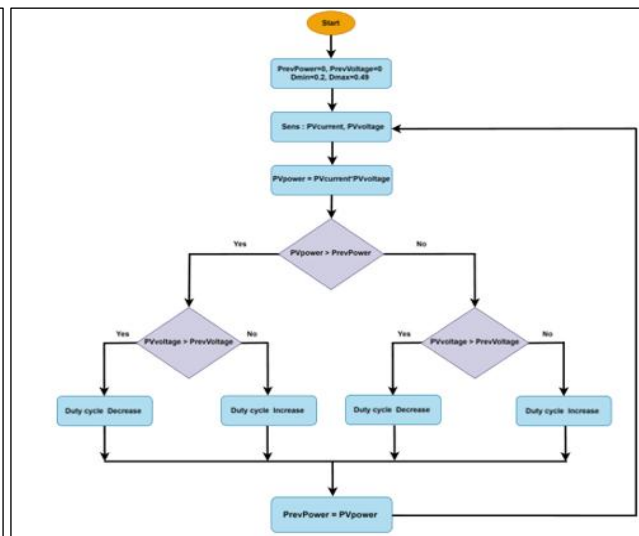 Start
PrevPower=0, PrevVoltage=0
Dmin=0.2, Dmax=0.49
Sens : PVcurrent, PVvoltage
PVpower = PVcurrent*PVvoltage
Yes
PVpower > PrevPower
No
Yes
PVvoltage > PrevVoltage
No
Yes
PVvoltage > PrevVoltage
No
Duty cycle Decrease
Duty cycle Increase
Duty cycle Decrease
Duty cycle Increase
PrevPower = PVpower